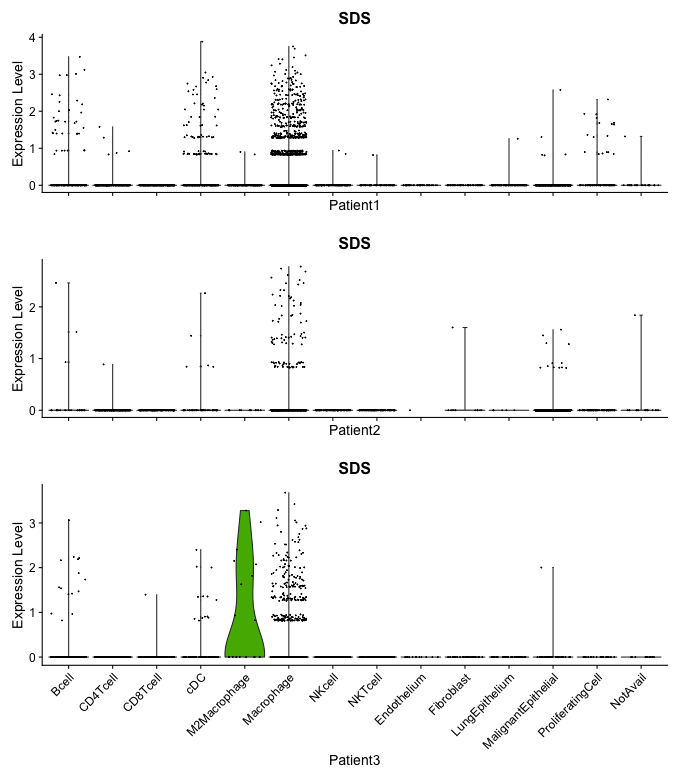 SDS
Expression Level
4
3
2
1
0
Patient1
SDS
Expression Level
2
1
0
Patient2
SDS
Expression Level
3
2
1
0
Bcell
CD4Tcell
CD8Tcell
cDC
M2Macrophage
Macrophage
NKcell
NKTcell
Endothelium
Fibroblast
LungEpithelium
MalignantEpithelial
ProliferatingCell
NotAvail
Patient3